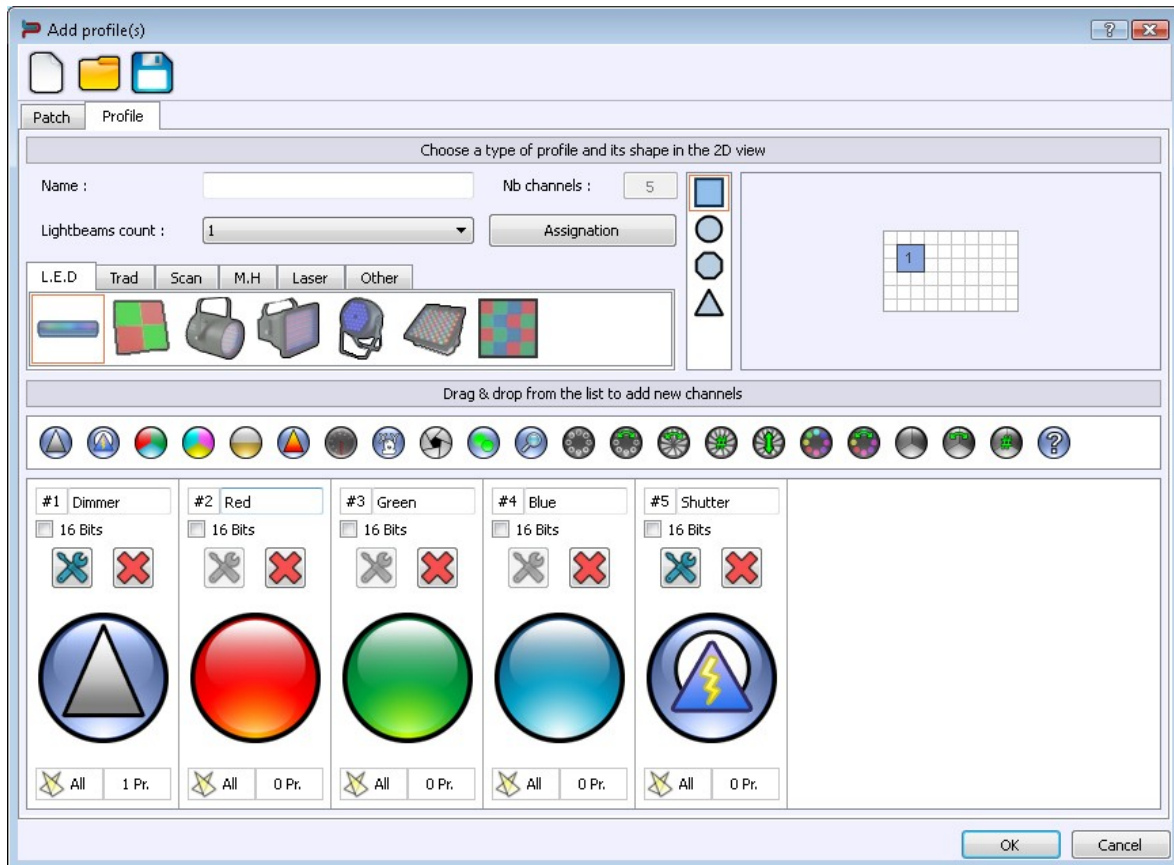 Add profile(s)
Patch Profile
Choose a type of profile and its shape in the 2D view
Name : Nb channels : 5
Lightbeams count : 1 Assignation
1
L.E.D Trad Scan M.H Laser Other
Drag & drop from the list to add new channels
#1 Dimmer #2 Red #3 Green #4 Blue #5 Shutter
16 Bits 16 Bits 16 Bits 16 Bits 16 Bits
All 1 Pr. All 0 Pr. All 0 Pr. All 0 Pr. All 0 Pr.
OK Cancel